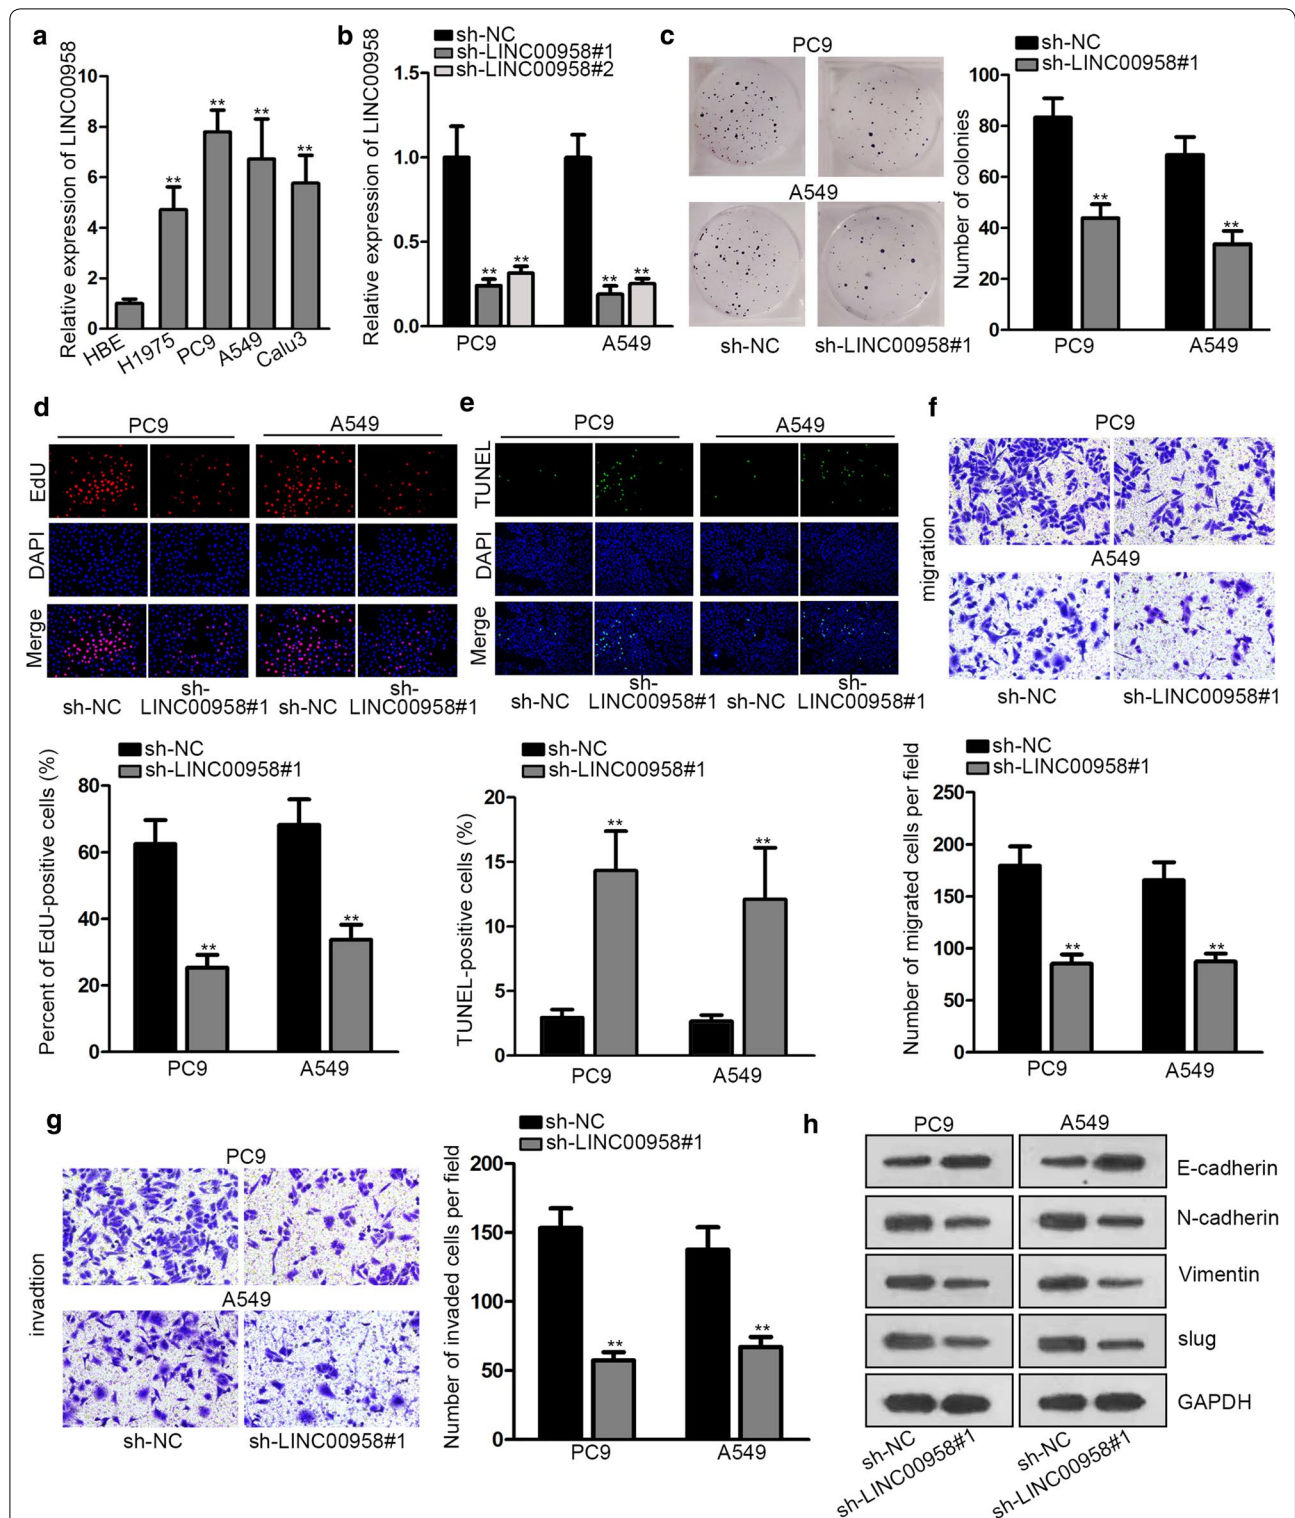 a
Relative expression of LINC00958
10
8
6
4
2
0
**
**
**
**
HBE
H1975
PC9
A549
Calu3
b
sh-NC
sh-LINC00958#1
sh-LINC00958#2
Relative expression of LINC00958
1.5
1.0
0.5
0.0
**
**
**
**
PC9
A549
c
PC9
A549
sh-NC
sh-LINC00958#1
sh-NC
sh-LINC00958#1
Number of colonies
100
80
60
40
20
0
**
**
PC9
A549
d
PC9
A549
EdU
DAPI
Merge
sh-NC
sh-
LINC00958#1
sh-NC
sh-
LINC00958#1
sh-NC
sh-LINC00958#1
Percent of EdU-positive cells (%)
80
60
40
20
0
**
**
PC9
A549
e
PC9
A549
TUNEL
DAPI
Merge
sh-NC
sh-
LINC00958#1
sh-NC
sh-
LINC00958#1
sh-NC
sh-LINC00958#1
TUNEL-positive cells (%)
20
15
10
5
0
**
**
PC9
A549
f
PC9
migration
A549
sh-NC
sh-LINC00958#1
sh-NC
sh-LINC00958#1
Number of migrated cells per field
250
200
150
100
50
0
**
**
PC9
A549
g
PC9
invadtion
A549
sh-NC
sh-LINC00958#1
sh-NC
sh-LINC00958#1
Number of invaded cells per field
200
150
100
50
0
**
**
PC9
A549
h
PC9
A549
E-cadherin
N-cadherin
Vimentin
slug
GAPDH
sh-NC
sh-LINC00958#1
sh-NC
sh-LINC00958#1